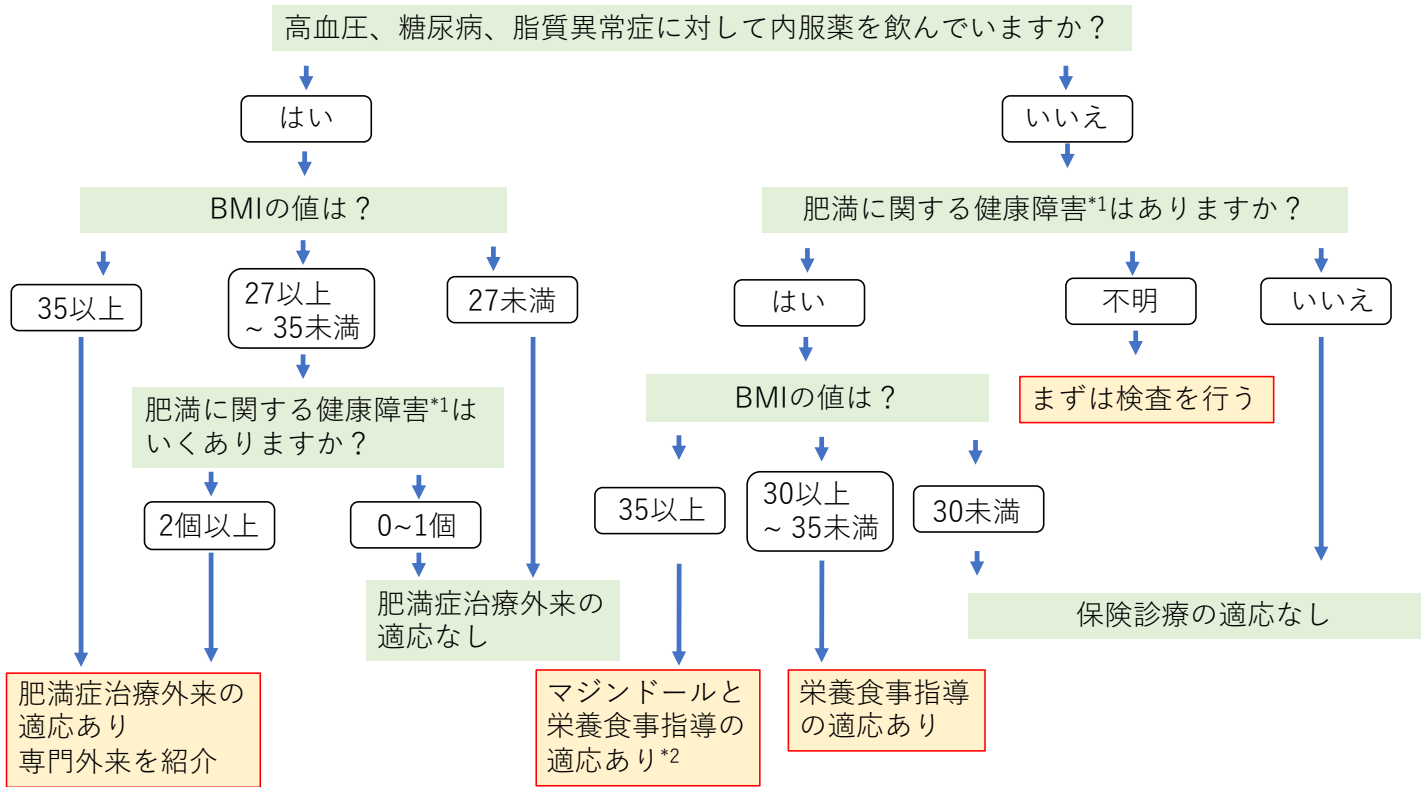 高血圧、糖尿病、脂質異常症に対して内服薬を飲んでいますか？
はい
いいえ
BMIの値は？
肥満に関する健康障害*1はありますか？
35以上
27以上
~ 35未満
27未満
はい
不明
いいえ
肥満に関する健康障害*1は
いくありますか？
BMIの値は？
まずは検査を行う
2個以上
0~1個
35以上
30以上
~ 35未満
30未満
肥満症治療外来の
適応なし
保険診療の適応なし
肥満症治療外来の
適応あり
専門外来を紹介
マジンドールと
栄養食事指導の
適応あり*2
栄養食事指導
の適応あり